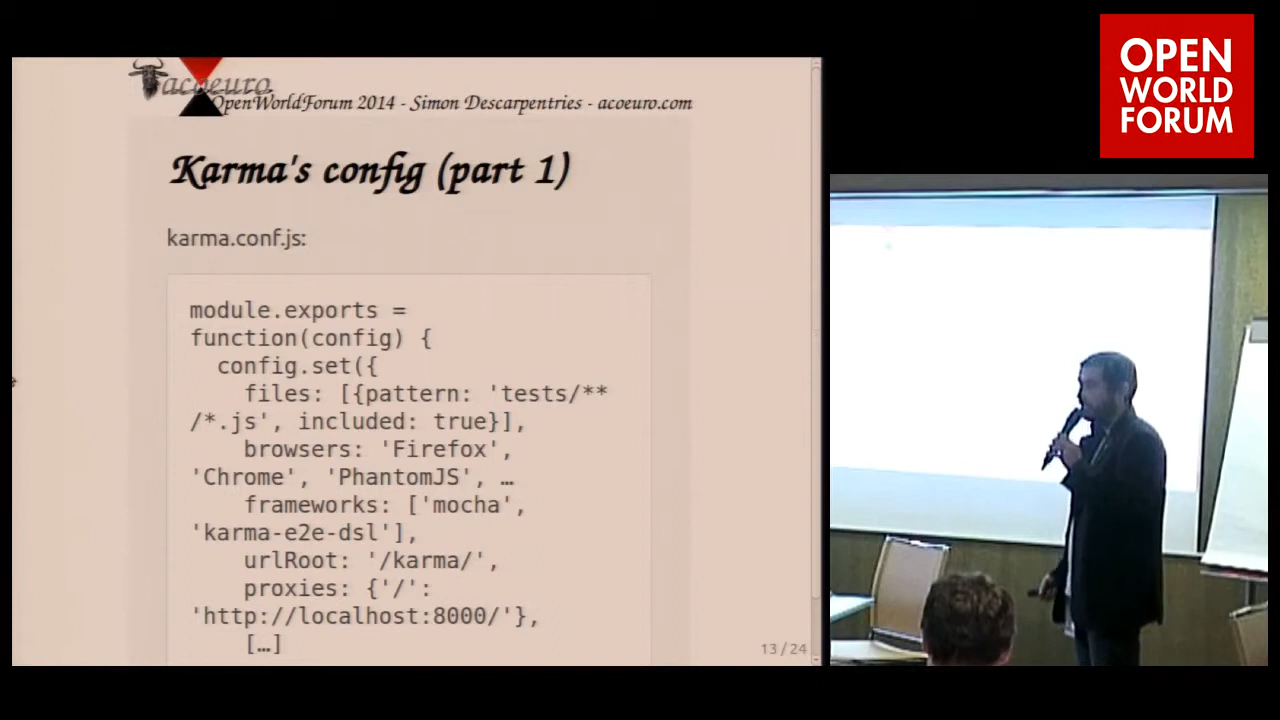 acoeuro
OpenWorldForum 2014 - Simon Descarpentries - acoeuro.com
Karma's config (part 1)
karma.conf.js:
module.exports =
function(config) {
config.set({
files: [{pattern: 'tests/**
/*.js', included: true}],
browsers: 'Firefox',
'Chrome', 'PhantomJS', …
frameworks: ['mocha',
'karma-e2e-dsl'],
urlRoot: '/karma/',
proxies: {'/':
'http://localhost:8000/'},
[…]
13 / 24
OPEN
WORLD
FORUM